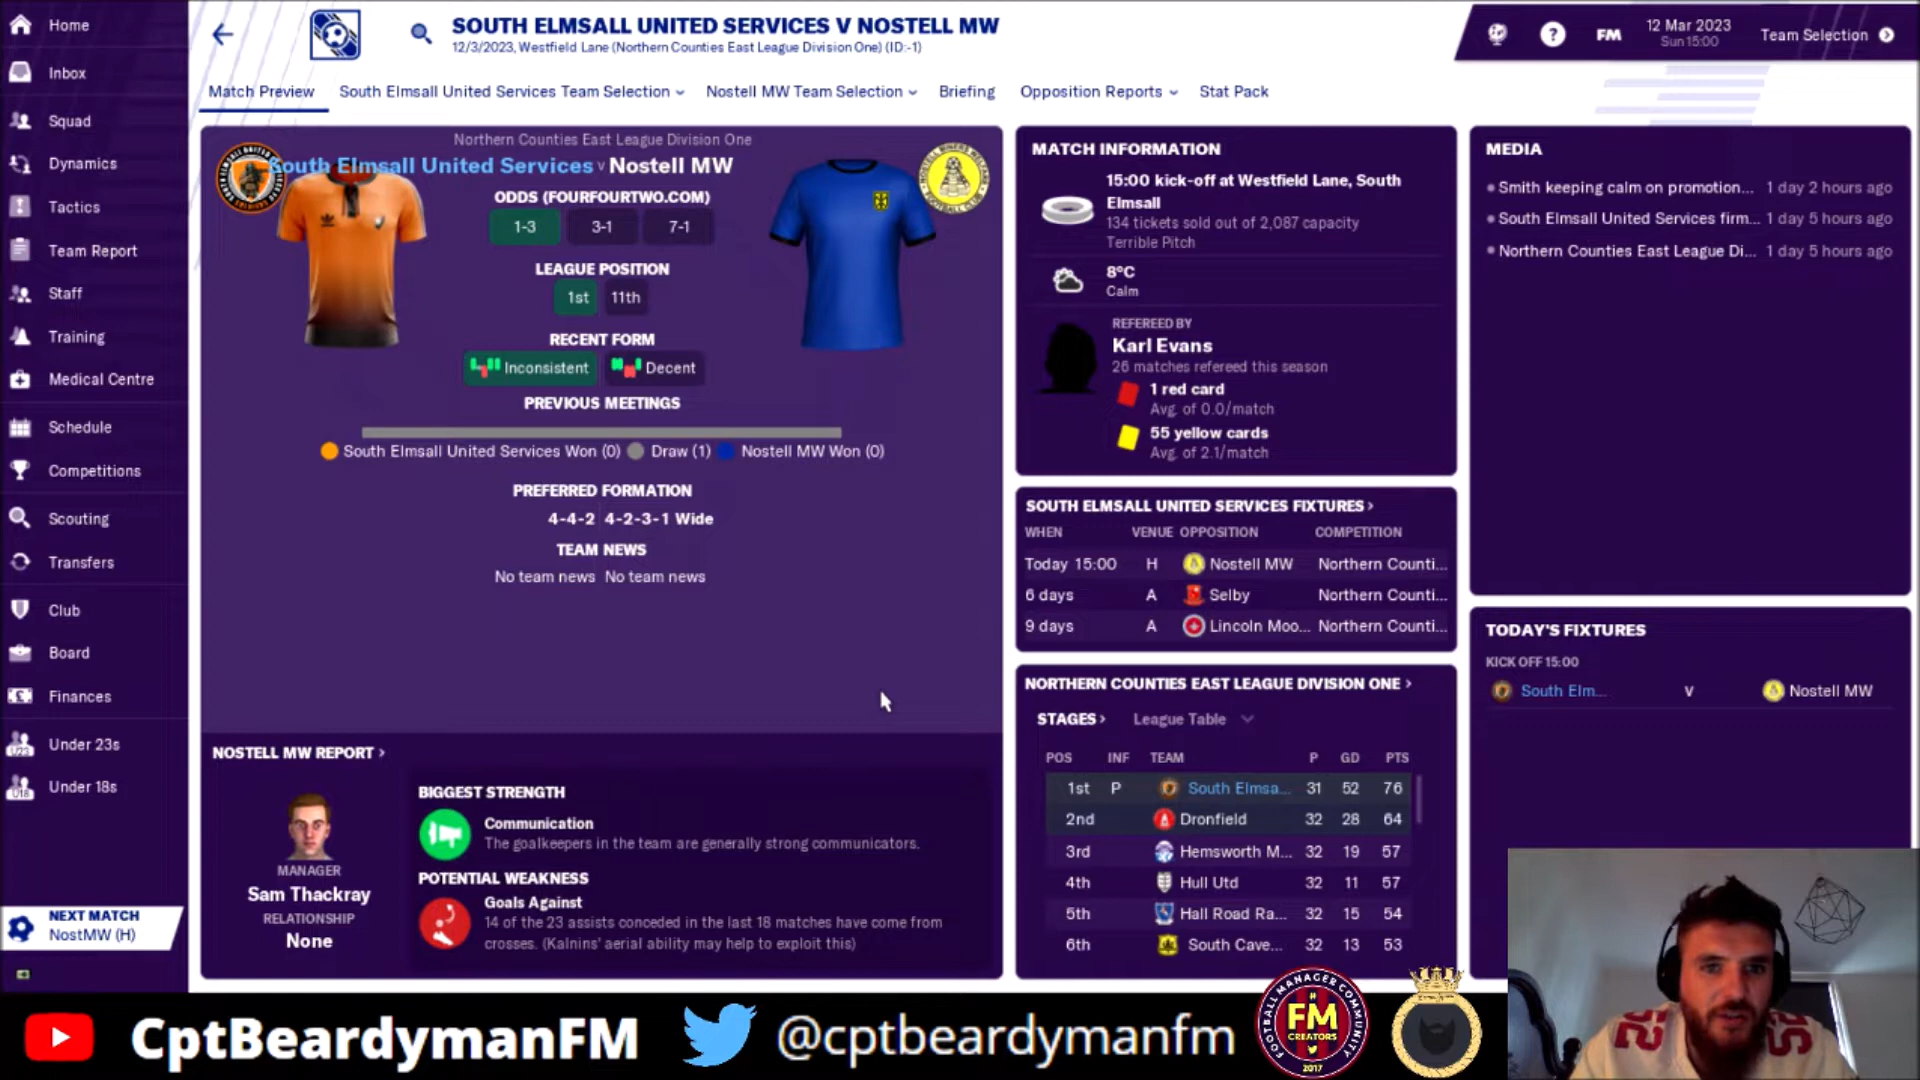 Home
Inbox
Squad
Dynamics
Tactics
Team Report
Staff
Training
Medical Centre
Schedule
Competitions
Scouting
Transfers
Club
Board
Finances
Under 23s
Under 18s
NEXT MATCH
NostMW (H)
SOUTH ELMSALL UNITED SERVICES V NOSTELL MW
12/3/2023, Westfield Lane (Northern Counties East League Division One) (ID:-1)
FM
12 Mar 2023
Sun 15:00
Team Selection
Match Preview
South Elmsall United Services Team Selection
Nostell MW Team Selection
Briefing
Opposition Reports
Stat Pack
Northern Counties East League Division One
South Elmsall United Services v Nostell MW
ODDS (FOURFOURTWO.COM)
1-3 3-1 7-1
LEAGUE POSITION
1st 11th
RECENT FORM
Inconsistent Decent
PREVIOUS MEETINGS
South Elmsall United Services Won (0) Draw (1) Nostell MW Won (0)
PREFERRED FORMATION
4-4-2 4-2-3-1 Wide
TEAM NEWS
No team news No team news
NOSTELL MW REPORT >
MANAGER
Sam Thackray
RELATIONSHIP
None
BIGGEST STRENGTH
Communication
The goalkeepers in the team are generally strong communicators.
POTENTIAL WEAKNESS
Goals Against
14 of the 23 assists conceded in the last 18 matches have come from
crosses. (Kalnins' aerial ability may help to exploit this)
MATCH INFORMATION
15:00 kick-off at Westfield Lane, South
Elmsall
134 tickets sold out of 2,087 capacity
Terrible Pitch
8°C
Calm
REFEREED BY
Karl Evans
26 matches refereed this season
1 red card
Avg. of 0.0/match
55 yellow cards
Avg. of 2.1/match
SOUTH ELMSALL UNITED SERVICES FIXTURES >
WHEN VENUE OPPOSITION COMPETITION
Today 15:00 H Nostell MW Northern Counti...
6 days A Selby Northern Counti...
9 days A Lincoln Moo... Northern Counti...
NORTHERN COUNTIES EAST LEAGUE DIVISION ONE >
STAGES > League Table
POS INF TEAM P GD PTS
1st P South Elmsa... 31 52 76
2nd Dronfield 32 28 64
3rd Hemsworth M... 32 19 57
4th Hull Utd 32 11 57
5th Hall Road Ra... 32 15 54
6th South Cave... 32 13 53
MEDIA
Smith keeping calm on promotion... 1 day 2 hours ago
South Elmsall United Services firm... 1 day 5 hours ago
Northern Counties East League Di... 1 day 5 hours ago
TODAY'S FIXTURES
KICK OFF 15:00
South Elm... v Nostell MW
CptBeardymanFM
@cptbeardymanfm
FOOTBALL MANAGER COMMUNITY
#
FM
CREATORS
2017